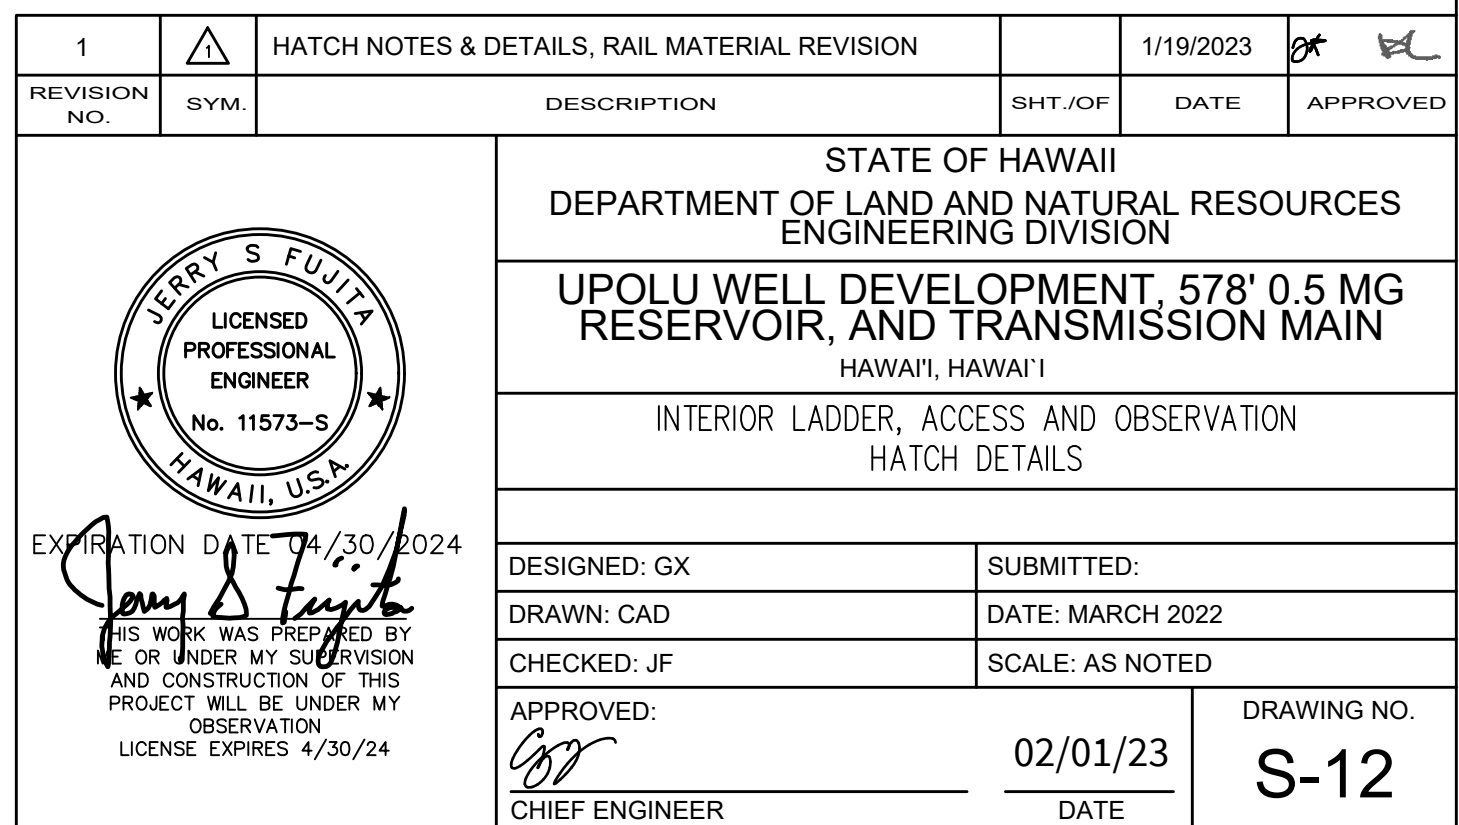 1
1
HATCH NOTES & DETAILS, RAIL MATERIAL REVISION
1/19/2023
REVISION
NO.
SYM.
DESCRIPTION
SHT./OF
DATE
APPROVED
STATE OF HAWAII
DEPARTMENT OF LAND AND NATURAL RESOURCES
ENGINEERING DIVISION
UPOLU WELL DEVELOPMENT, 578' 0.5 MG
RESERVOIR, AND TRANSMISSION MAIN
HAWAI'I, HAWAI`I
INTERIOR LADDER, ACCESS AND OBSERVATION
HATCH DETAILS
JERRY S FUJITA
LICENSED
PROFESSIONAL
ENGINEER
No. 11573-S
HAWAII, U.S.A.
EXPIRATION DATE 04/30/2024
Jerry S Fujita
THIS WORK WAS PREPARED BY
ME OR UNDER MY SUPERVISION
AND CONSTRUCTION OF THIS
PROJECT WILL BE UNDER MY
OBSERVATION
LICENSE EXPIRES 4/30/24
DESIGNED: GX
SUBMITTED:
DRAWN: CAD
DATE: MARCH 2022
CHECKED: JF
SCALE: AS NOTED
APPROVED:
02/01/23
CHIEF ENGINEER
DATE
DRAWING NO.
S-12